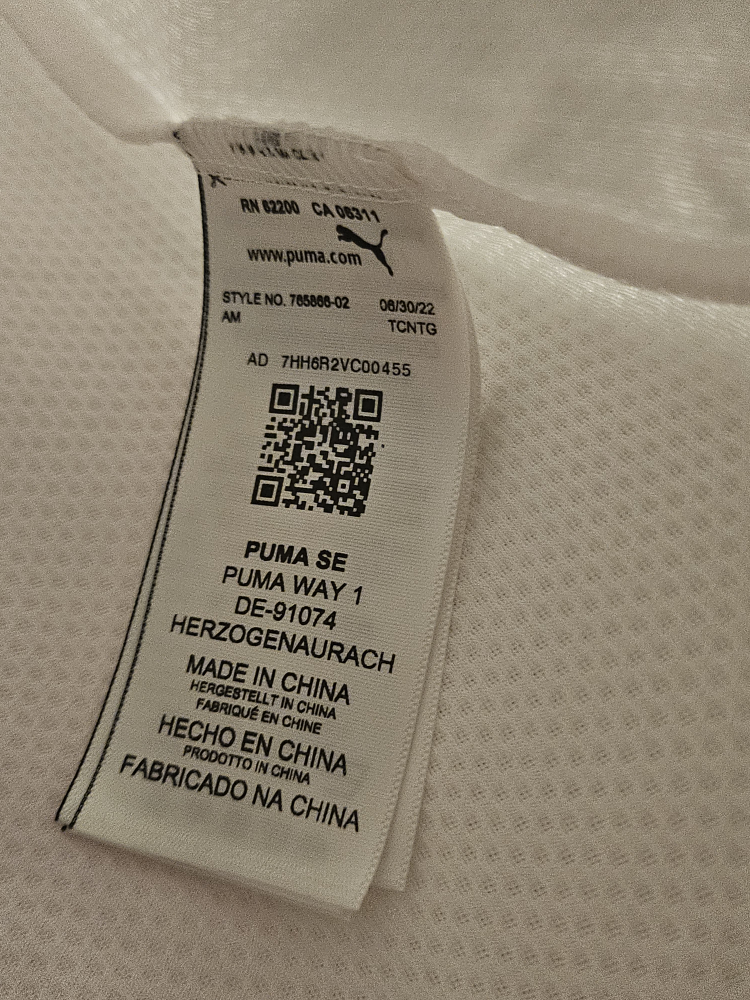 RN 62200 CA 06311
www.puma.com
STYLE NO. 765866-02 06/30/22
AM TCNTG
AD 7HH6R2VC00455
PUMA SE
PUMA WAY 1
DE-91074
HERZOGENAURACH
MADE IN CHINA
HERGESTELLT IN CHINA
FABRIQUÉ EN CHINE
HECHO EN CHINA
PRODOTTO IN CHINA
FABRICADO NA CHINA